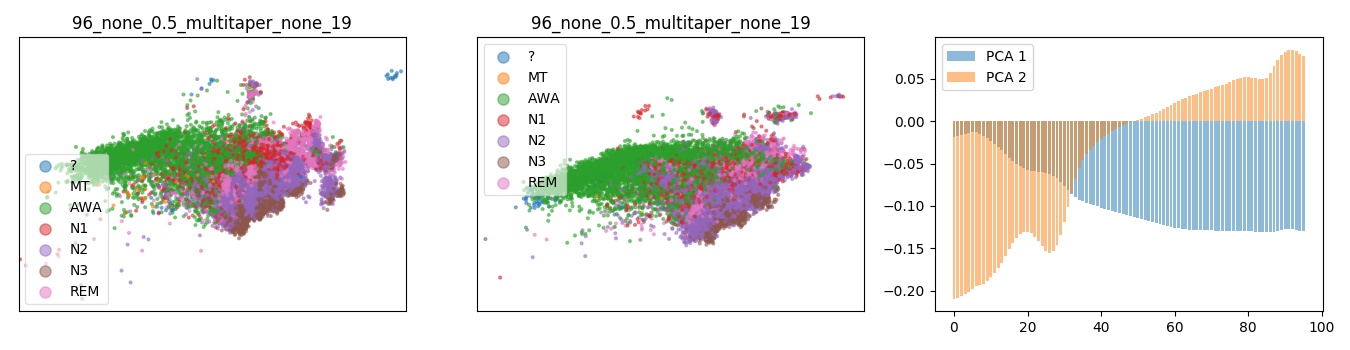 96_none_0.5_multitaper_none_19
?
MT
AWA
N1
N2
N3
REM
96_none_0.5_multitaper_none_19
?
MT
AWA
N1
N2
N3
REM
PCA 1
PCA 2
0.05
0.00
−0.05
−0.10
−0.15
−0.20
0 20 40 60 80 100